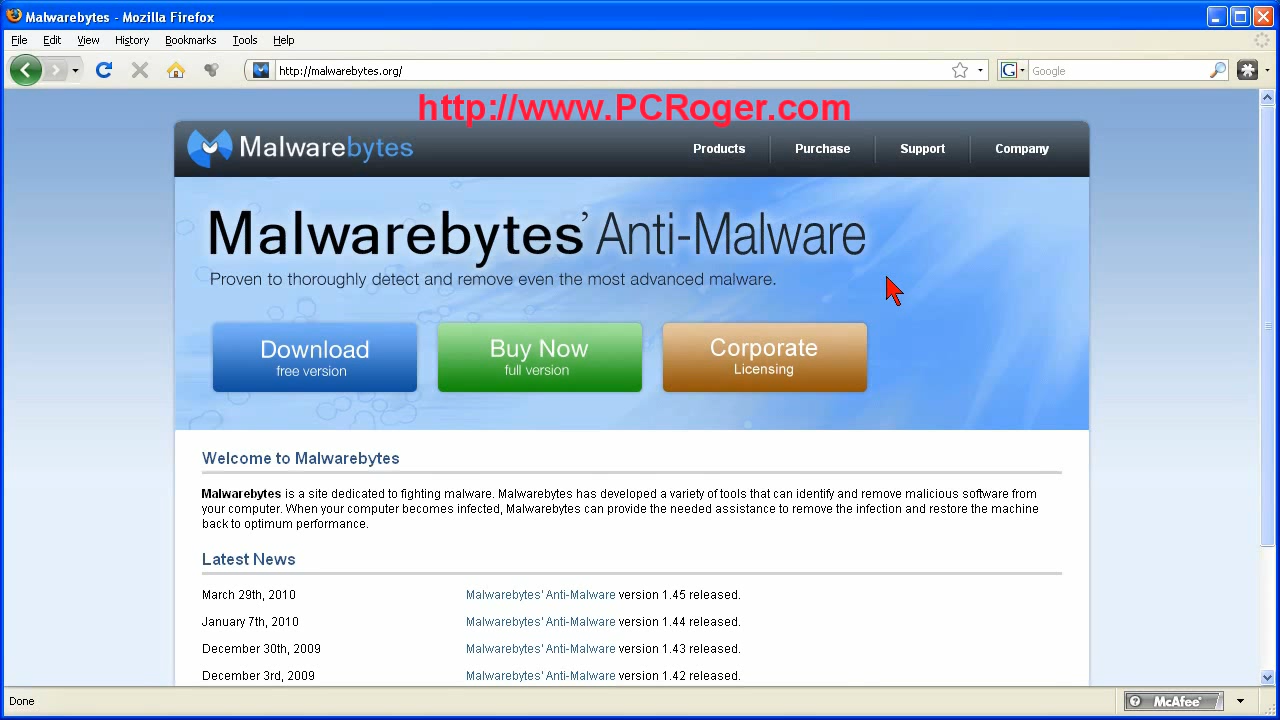 Malwarebytes - Mozilla Firefox
File Edit View History Bookmarks Tools Help
http://malwarebytes.org/ G Google
http://www.PCRoger.com
Malwarebytes Products Purchase Support Company
Malwarebytes' Anti-Malware
Proven to thoroughly detect and remove even the most advanced malware.
Download Buy Now Corporate
free version full version Licensing
Welcome to Malwarebytes
Malwarebytes is a site dedicated to fighting malware. Malwarebytes has developed a variety of tools that can identify and remove malicious software from
your computer. When your computer becomes infected, Malwarebytes can provide the needed assistance to remove the infection and restore the machine
back to optimum performance.
Latest News
March 29th, 2010 Malwarebytes' Anti-Malware version 1.45 released.
January 7th, 2010 Malwarebytes' Anti-Malware version 1.44 released.
December 30th, 2009 Malwarebytes' Anti-Malware version 1.43 released.
December 3rd, 2009 Malwarebytes' Anti-Malware version 1.42 released.
Done McAfee